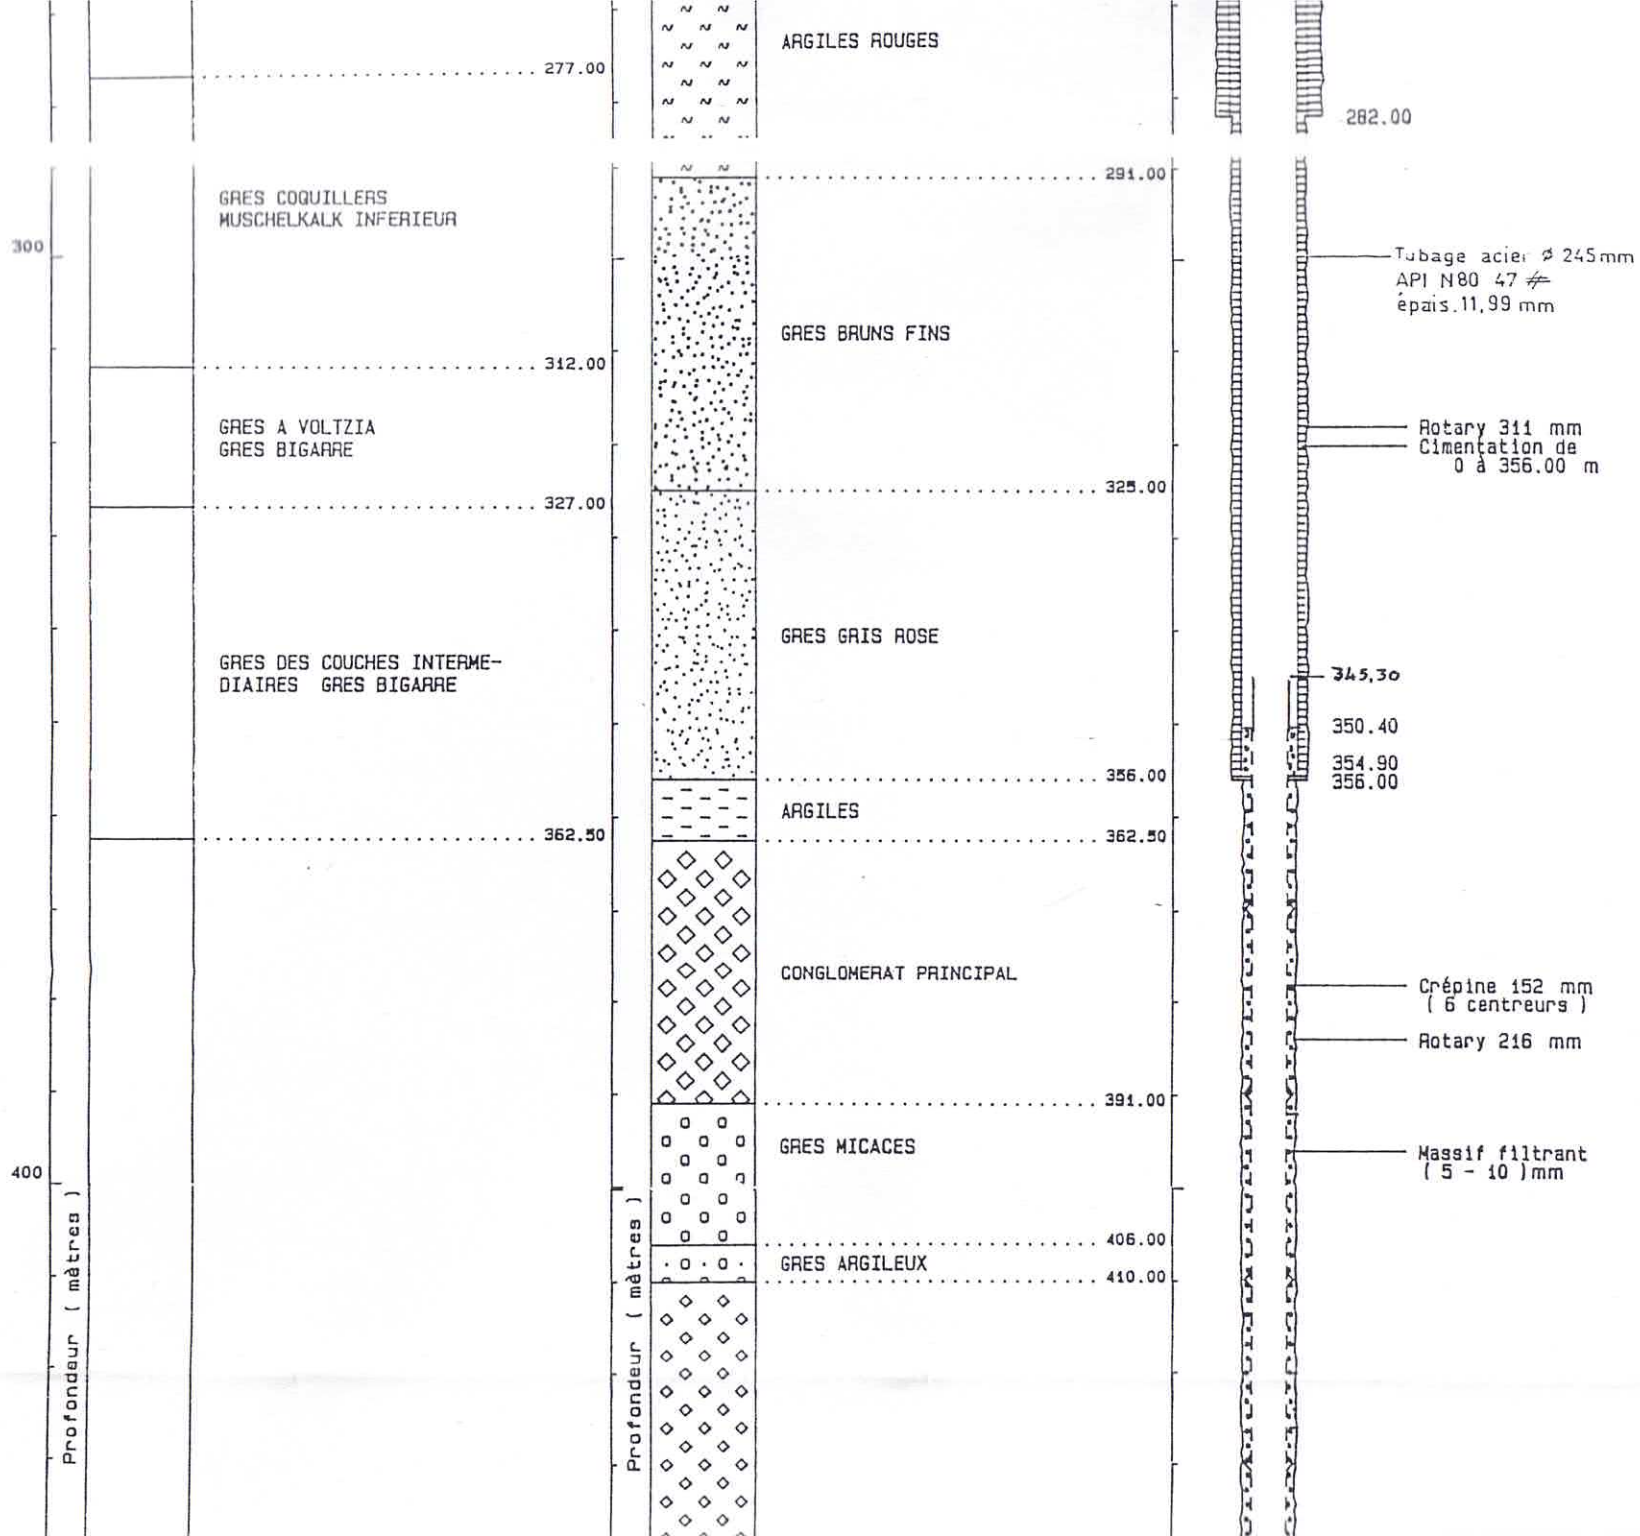 ARGILES ROUGES
277.00
282.00
291.00
GRES COQUILLERS
MUSCHELKALK INFERIEUR
300
Tubage acier ⌀ 245mm
API N80 47 #
épais.11,99 mm
GRES BRUNS FINS
312.00
GRES A VOLTZIA
GRES BIGARRE
Rotary 311 mm
Cimentation de
0 à 356.00 m
325.00
327.00
GRES GRIS ROSE
GRES DES COUCHES INTERME-
DIAIRES GRES BIGARRE
345,30
350.40
354.90
356.00
356.00
ARGILES
362.50
362.50
CONGLOMERAT PRINCIPAL
Crépine 152 mm
( 6 centreurs )
Rotary 216 mm
391.00
GRES MICACES
Massif filtrant
( 5 - 10 )mm
400
406.00
GRES ARGILEUX
410.00
Profondeur ( mètres )
Profondeur ( mètres )